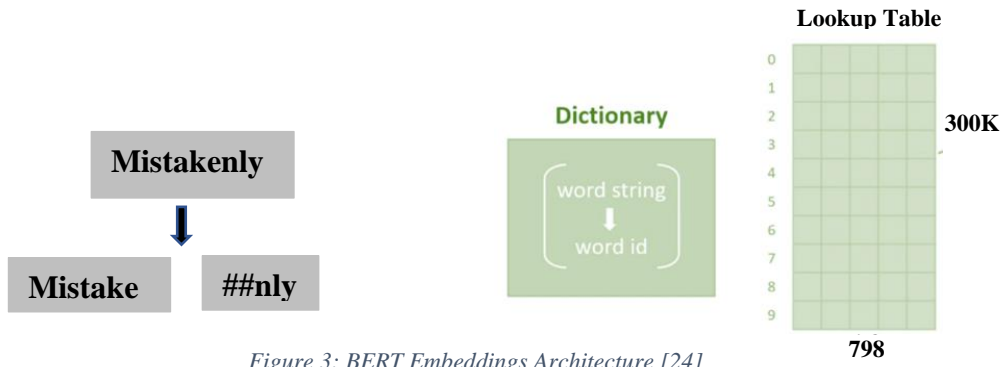 Mistakenly
Mistake
##nly
Dictionary
word string
word id
Lookup Table
0
1
2
3
4
5
6
7
8
9
300K
798
Figure 3: BERT Embeddings Architecture [24]